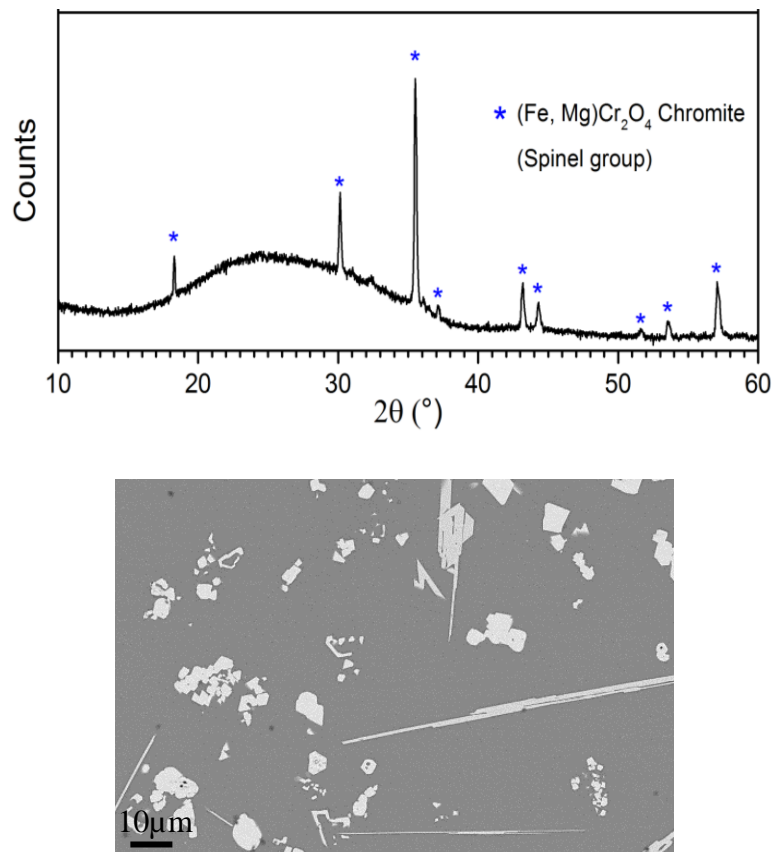 Counts
* (Fe, Mg)Cr₂O₄ Chromite
(Spinel group)
10 20 30 40 50 60
2θ (°)
10μm